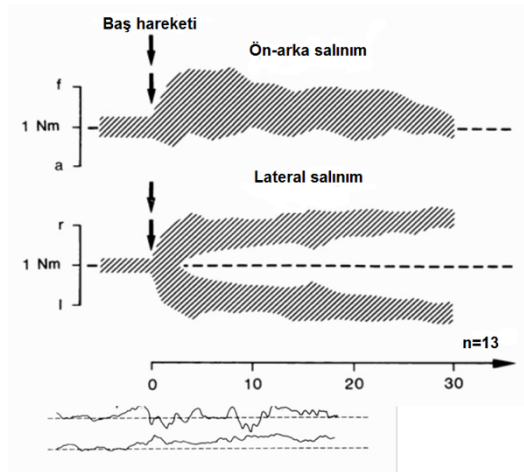 Baş hareketi
Ön-arka salınım
f
1 Nm
a
Lateral salınım
r
1 Nm
l
n=13
0 10 20 30